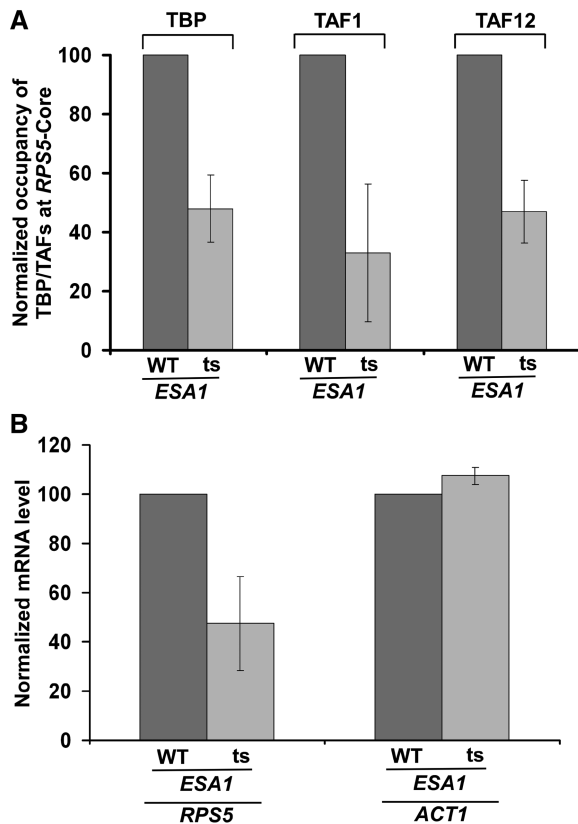 A
TBP TAF1 TAF12
Normalized occupancy of
TBP/TAFs at RPS5-Core
100
80
60
40
20
0
WT ts WT ts WT ts
ESA1 ESA1 ESA1
B
Normalized mRNA level
120
100
80
60
40
20
0
WT ts WT ts
ESA1 ESA1
RPS5 ACT1